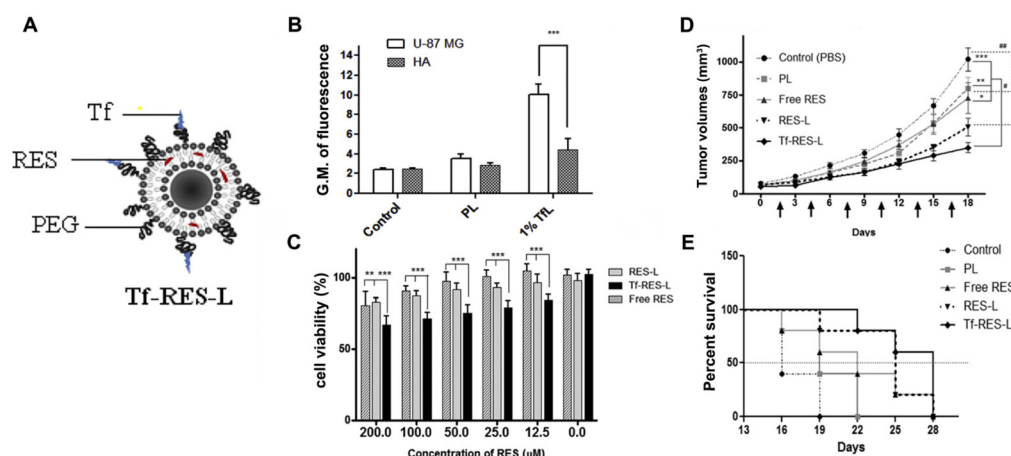 A
Tf
RES
PEG
Tf-RES-L
B
G.M. of fluorescence
14
12
10
8
6
4
2
0
U-87 MG
HA
***
Control
PL
1% TfL
C
cell viability (%)
100
50
0
** ***
***
***
***
***
RES-L
Tf-RES-L
Free RES
200.0 100.0 50.0 25.0 12.5 0.0
Concentration of RES (μM)
D
Tumor volumes (mm3)
1000
750
500
250
0
Control (PBS)
PL
Free RES
RES-L
Tf-RES-L
##
***
**
#
*
0 3 6 9 12 15 18
Days
E
Percent survival
100
50
0
Control
PL
Free RES
RES-L
Tf-RES-L
13 16 19 22 25 28
Days